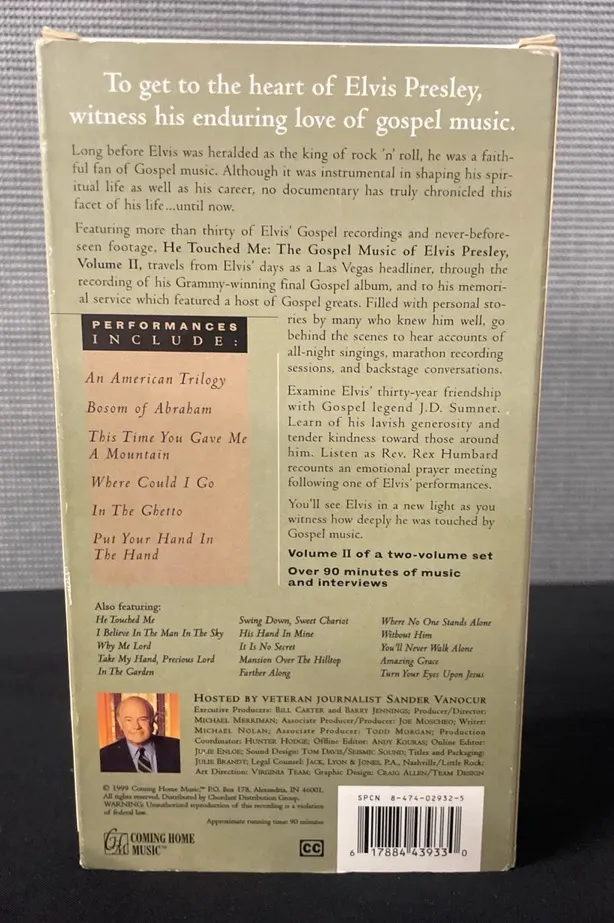 To get to the heart of Elvis Presley,
witness his enduring love of gospel music.
Long before Elvis was heralded as the king of rock 'n' roll, he was a faith-
ful fan of Gospel music. Although it was instrumental in shaping his spir-
itual life as well as his career, no documentary has truly chronicled this
facet of his life...until now.
Featuring more than thirty of Elvis' Gospel recordings and never-before-
seen footage, He Touched Me: The Gospel Music of Elvis Presley,
Volume II, travels from Elvis' days as a Las Vegas headliner, through the
recording of his Grammy-winning final Gospel album, and to his memori-
al service which featured a host of Gospel greats. Filled with personal sto-
ries by many who knew him well, go
behind the scenes to hear accounts of
all-night singings, marathon recording
sessions, and backstage conversations.
Examine Elvis' thirty-year friendship
with Gospel legend J.D. Sumner.
Learn of his lavish generosity and
tender kindness toward those around
him. Listen as Rev. Rex Humbard
recounts an emotional prayer meeting
following one of Elvis' performances.
You'll see Elvis in a new light as you
witness how deeply he was touched by
Gospel music.
Volume II of a two-volume set
Over 90 minutes of music
and interviews
PERFORMANCES
INCLUDE:
An American Trilogy
Bosom of Abraham
This Time You Gave Me
A Mountain
Where Could I Go
In The Ghetto
Put Your Hand In
The Hand
Also featuring:
He Touched Me
I Believe In The Man In The Sky
Why Me Lord
Take My Hand, Precious Lord
In The Garden
Swing Down, Sweet Chariot
His Hand In Mine
It Is No Secret
Mansion Over The Hilltop
Farther Along
Where No One Stands Alone
Without Him
You'll Never Walk Alone
Amazing Grace
Turn Your Eyes Upon Jesus
HOSTED BY VETERAN JOURNALIST SANDER VANOCUR
Executive Producers: BILL CARTER and BARRY JENNINGS; Producer/Director:
MICHAEL MERRIMAN; Associate Producer/Producer: JOE MOSCHEO; Writer:
MICHAEL NOLAN; Associate Producer: TODD MORGAN; Production
Coordinator: HUNTER HODGE; Offline Editor: ANDY KOURAS; Online Editor:
JULIE ENLOE; Sound Design: TOM DAVIS/SEISMIC SOUND; Titles and Packaging:
JULIE BRANDT; Legal Counsel: JACK, LYON & JONES, P.A., Nashville/Little Rock;
Art Direction: VIRGINIA TEAM; Graphic Design: CRAIG ALLEN/TEAM DESIGN
© 1999 Coming Home Music™ P.O. Box 178, Alexandria, IN 46001.
All rights reserved. Distributed by Chordant Distribution Group.
WARNING: Unauthorized reproduction of this recording is a violation
of federal law.
Approximate running time: 90 minutes
CHM COMING HOME
MUSIC™
CC
SPCN 8-474-02932-5
6 17884 43933 0